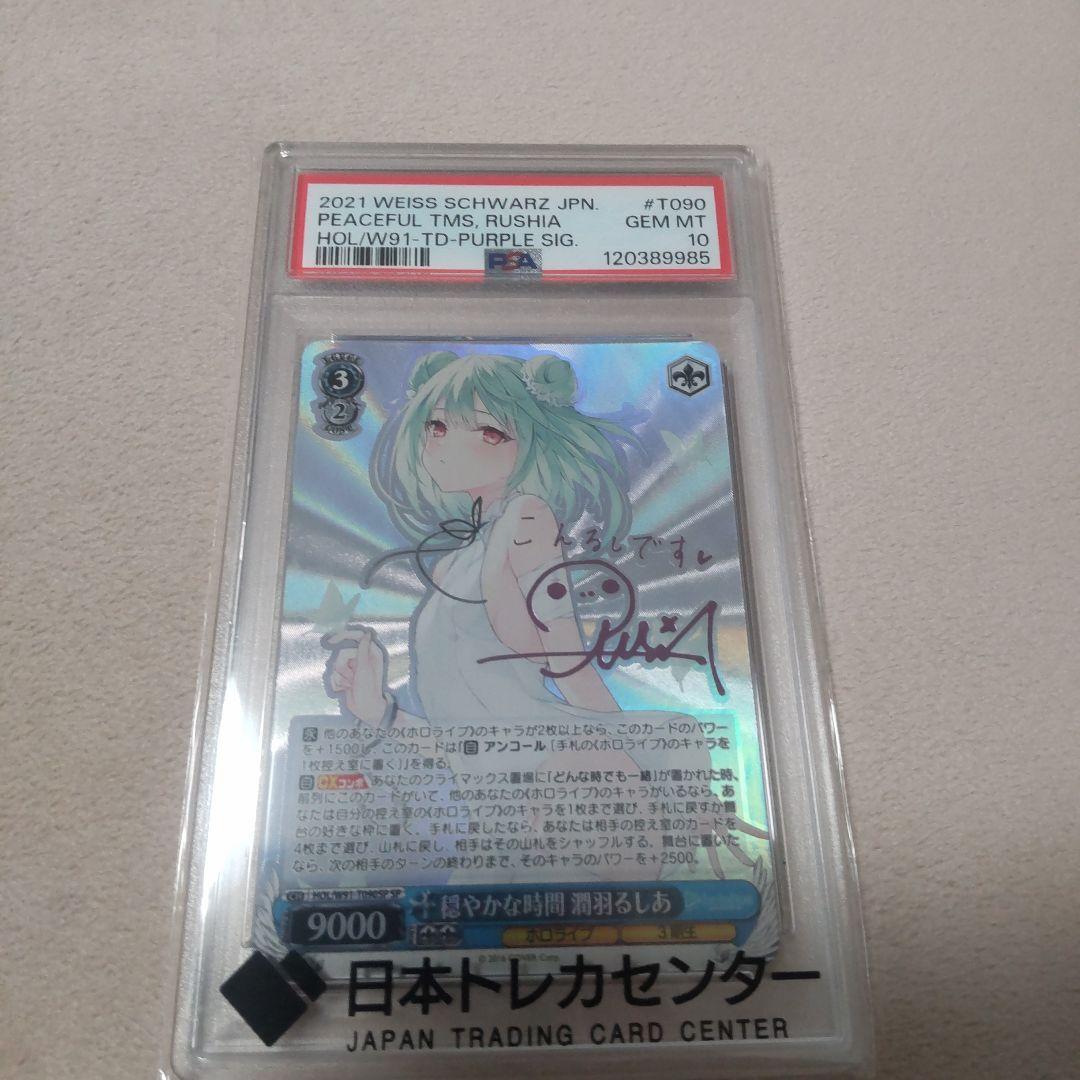 2021 WEISS SCHWARZ JPN. #T090
PEACEFUL TMS, RUSHIA GEM MT
HOL/W91-TD-PURPLE SIG. 10
PSA 120389985
3
2
こんるしです
【永】 他のあなたの《ホロライブ》のキャラが2枚以上なら、このカードのパワー
を+1500し、このカードは『【自】 アンコール ［手札の《ホロライブ》のキャラを
1枚控え室に置く］』を得る。
【自】 CXコンボ あなたのクライマックス置場に「どんな時でも一緒」が置かれた時、
前列にこのカードがいて、他のあなたの《ホロライブ》のキャラがいるなら、あ
なたは自分の控え室の《ホロライブ》のキャラを1枚まで選び、手札に戻すか舞
台の好きな枠に置く。手札に戻したなら、あなたは相手の控え室のカードを
4枚まで選び、山札に戻し、相手はその山札をシャッフルする。舞台に置いた
なら、次の相手のターンの終わりまで、そのキャラのパワーを+2500。
HOL/W91 T090SP SP
穏やかな時間 潤羽るしあ
9000
ホロライブ 3期生
© 2016 COVER Corp.
日本トレカセンター
JAPAN TRADING CARD CENTER